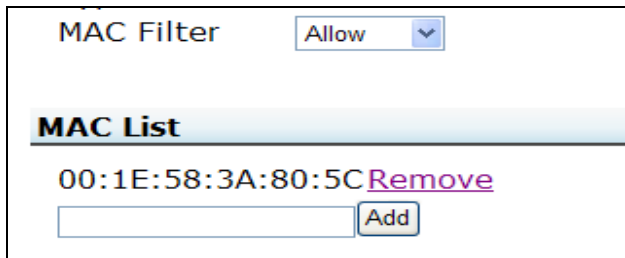 MAC Filter Allow
MAC List
00:1E:58:3A:80:5C Remove
Add